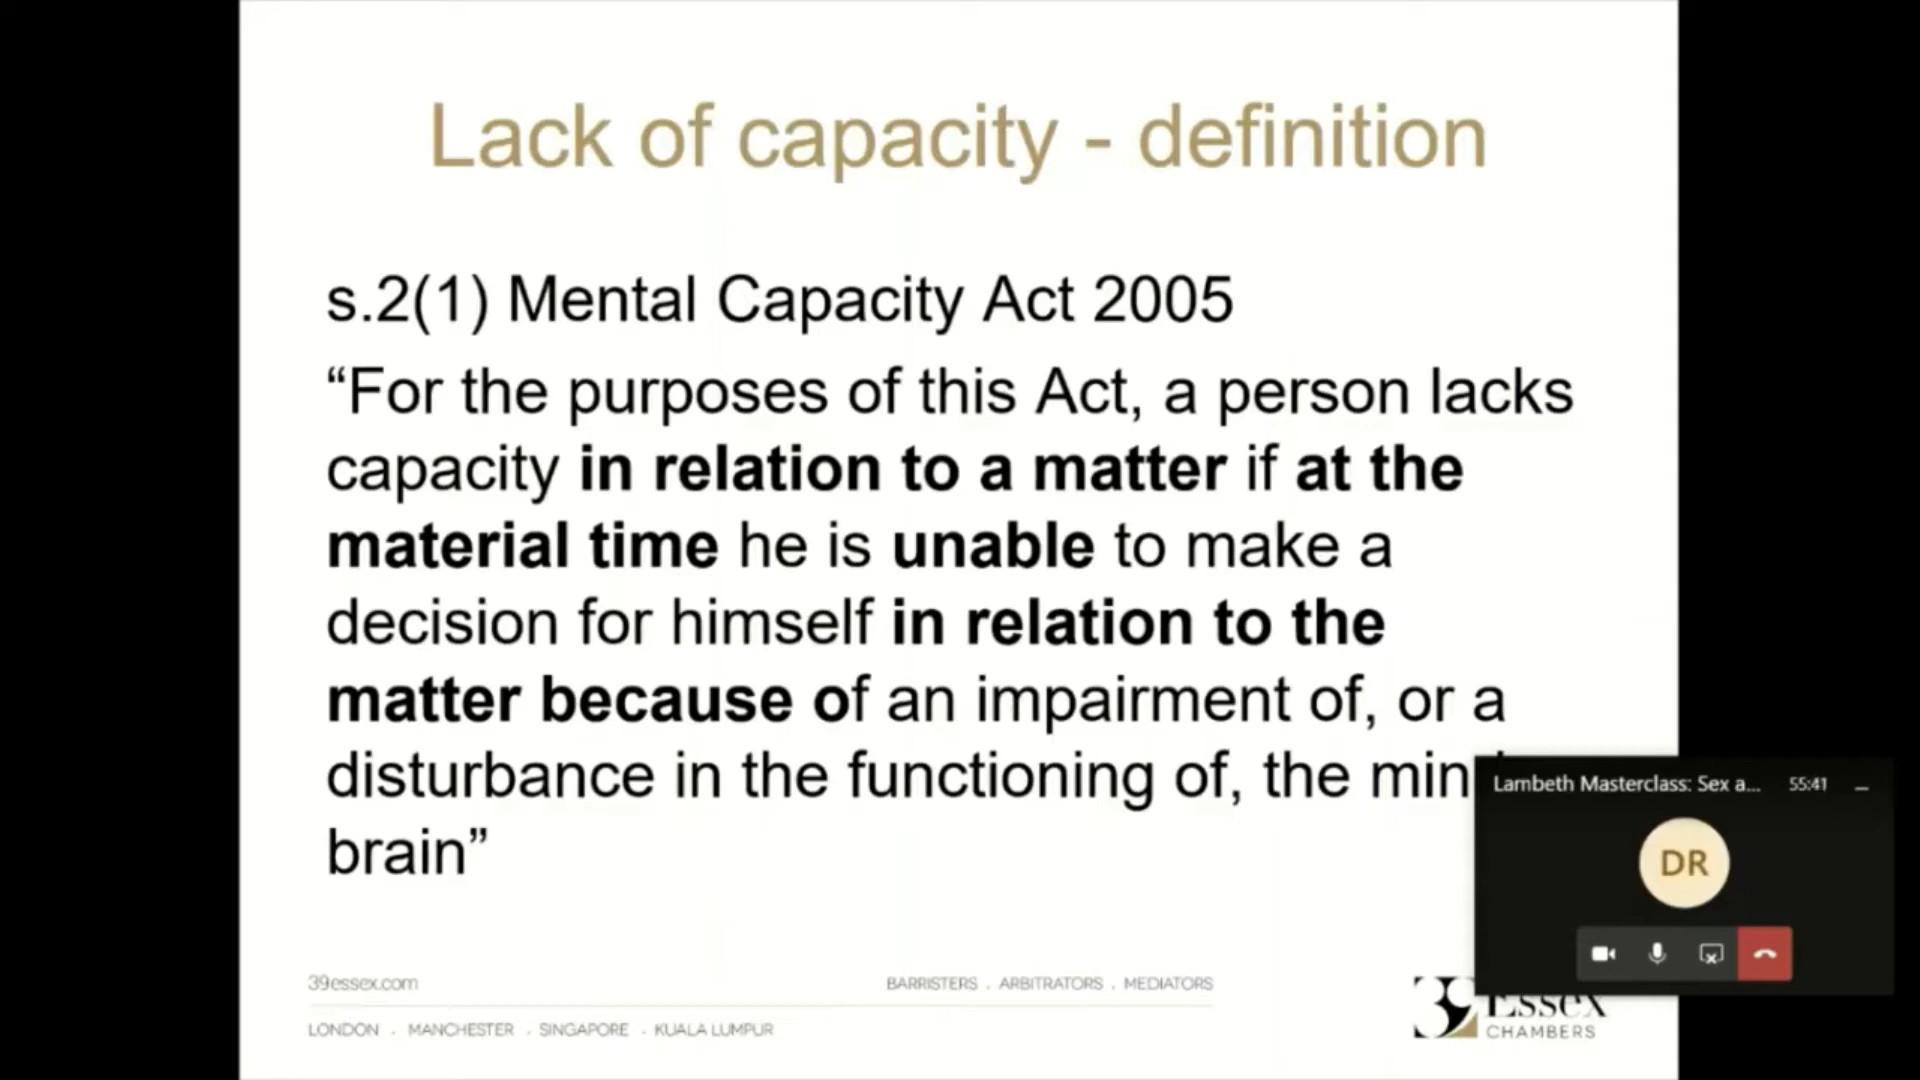 Lack of capacity - definition
s.2(1) Mental Capacity Act 2005
“For the purposes of this Act, a person lacks
capacity in relation to a matter if at the
material time he is unable to make a
decision for himself in relation to the
matter because of an impairment of, or a
disturbance in the functioning of, the min
brain”
Lambeth Masterclass: Sex a... 55:41
DR
39essex.com
BARRISTERS . ARBITRATORS . MEDIATORS
LONDON . MANCHESTER . SINGAPORE . KUALA LUMPUR
39 Essex
CHAMBERS